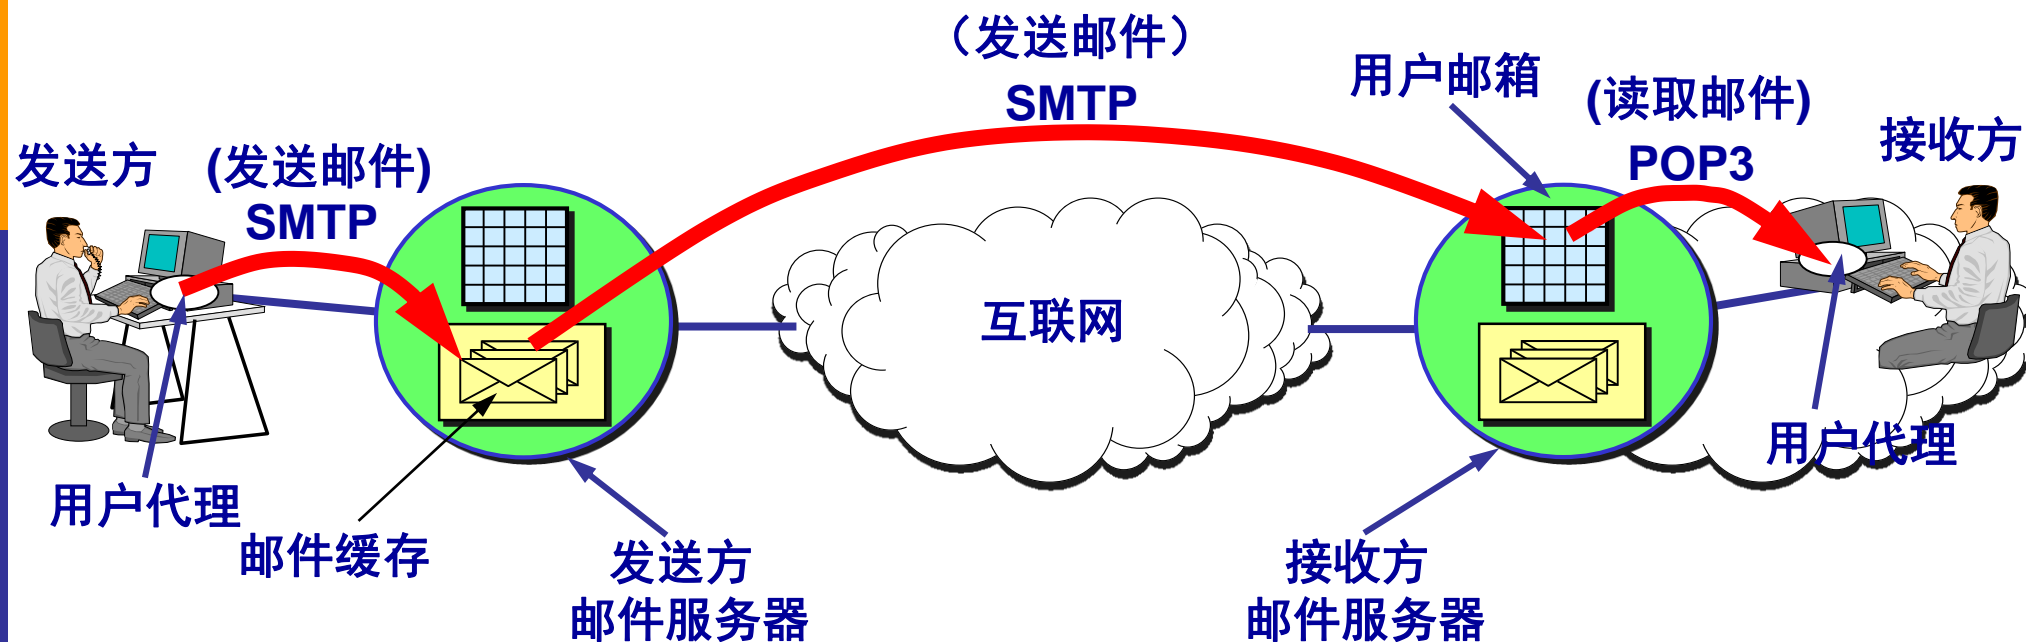 （发送邮件）
SMTP
用户邮箱
(读取邮件)
POP3
接收方
发送方
(发送邮件)
SMTP
互联网
用户代理
用户代理
邮件缓存
发送方
邮件服务器
接收方
邮件服务器